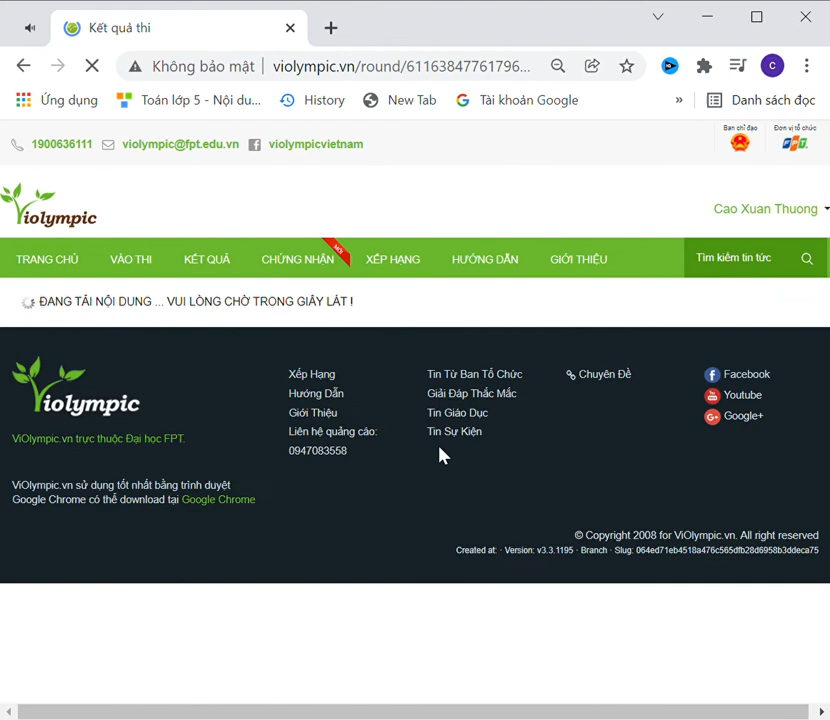 Kết quả thi
Không bảo mật
violympic.vn/round/61163847761796...
Ứng dụng
Toán lớp 5 - Nội du...
History
New Tab
Tài khoản Google
»
Danh sách đọc
C
1900636111
violympic@fpt.edu.vn
violympicvietnam
Ban chỉ đạo
Đơn vị tổ chức
FPT
Violympic
Cao Xuan Thuong
TRANG CHỦ
VÀO THI
KẾT QUẢ
CHỨNG NHẬN
MỚI
XẾP HẠNG
HƯỚNG DẪN
GIỚI THIỆU
Tìm kiếm tin tức
ĐANG TẢI NỘI DUNG ... VUI LÒNG CHỜ TRONG GIÂY LÁT !
Violympic
ViOlympic.vn trực thuộc Đại học FPT.
ViOlympic.vn sử dụng tốt nhất bằng trình duyệt
Google Chrome có thể download tại Google Chrome
Xếp Hạng
Hướng Dẫn
Giới Thiệu
Liên hệ quảng cáo:
0947083558
Tin Từ Ban Tổ Chức
Giải Đáp Thắc Mắc
Tin Giáo Dục
Tin Sự Kiện
Chuyên Đề
Facebook
Youtube
Google+
© Copyright 2008 for ViOlympic.vn. All right reserved
Created at: - Version: v3.3.1195 - Branch - Slug: 064ed71eb4518a476c565dfb28d6958b3ddeca75